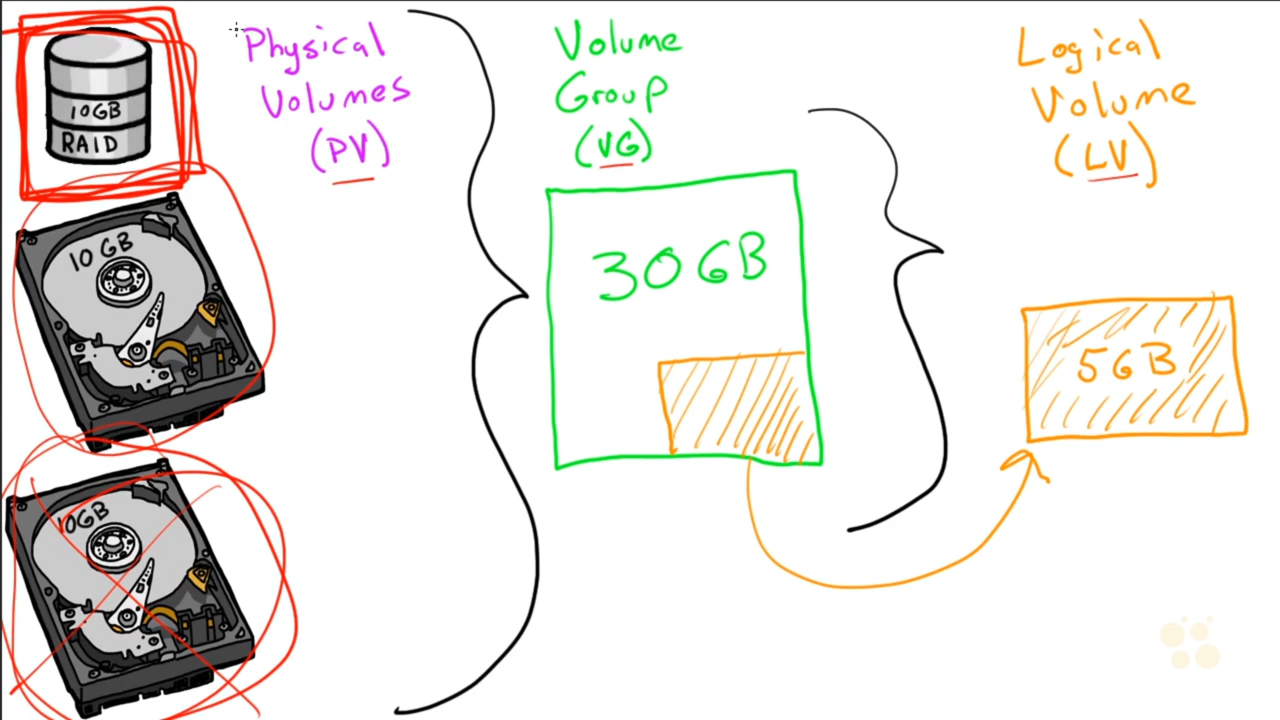 Physical
Volumes
(PV)
10GB
RAID
10GB
10GB
Volume
Group
(VG)
30GB
Logical
Volume
(LV)
5GB